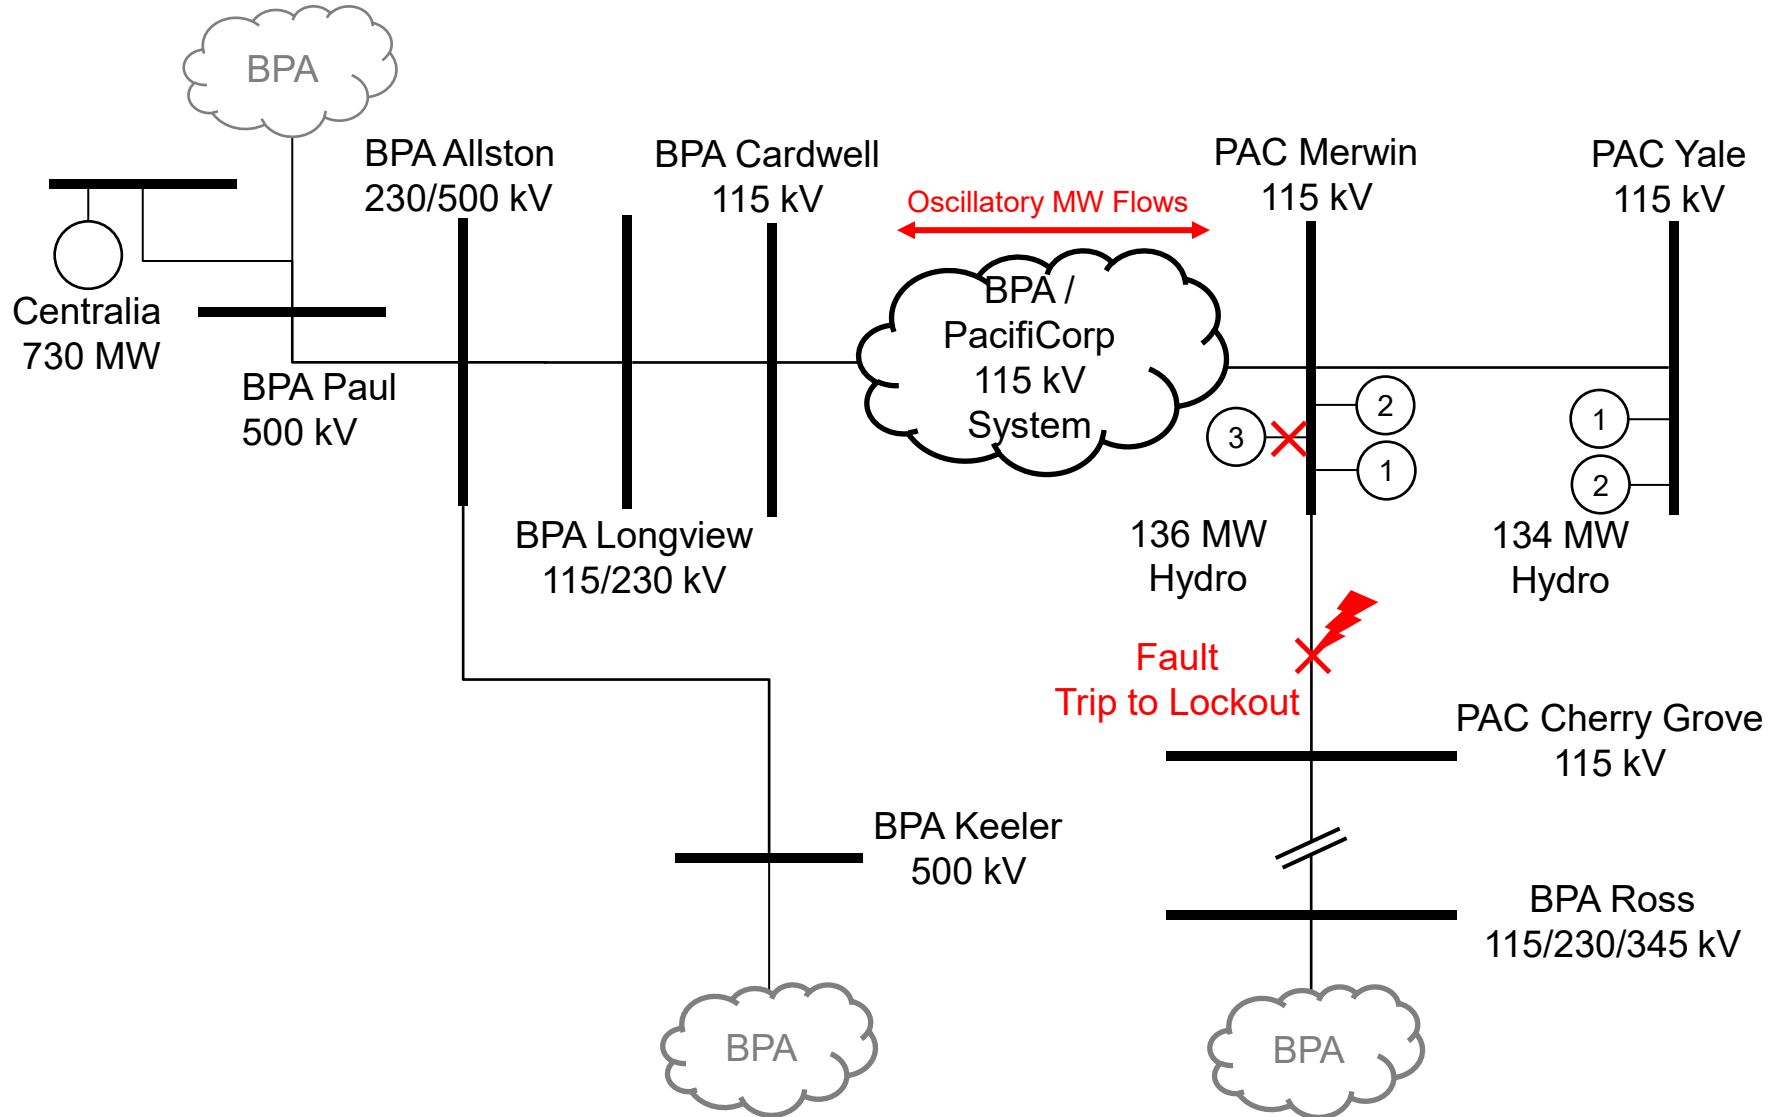 BPA
BPA Allston
230/500 kV
BPA Cardwell
115 kV
PAC Merwin
115 kV
PAC Yale
115 kV
Oscillatory MW Flows
Centralia
730 MW
BPA Paul
500 kV
BPA /
PacifiCorp
115 kV
System
2
3
1
1
2
BPA Longview
115/230 kV
136 MW
Hydro
134 MW
Hydro
Fault
Trip to Lockout
PAC Cherry Grove
115 kV
BPA Keeler
500 kV
BPA Ross
115/230/345 kV
BPA
BPA